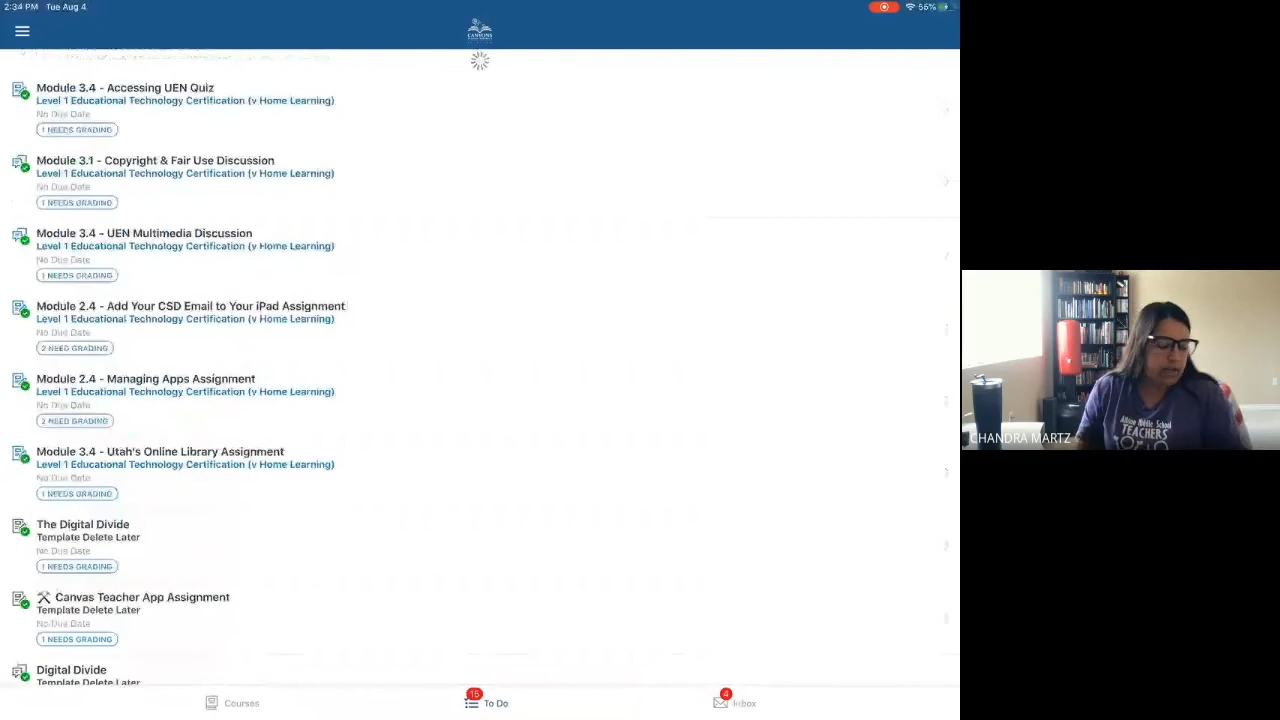 2:34 PM Tue Aug 4
55%
CANYONS
Module 3.4 - Accessing UEN Quiz
Level 1 Educational Technology Certification (v Home Learning)
No Due Date
1 NEEDS GRADING
Module 3.1 - Copyright & Fair Use Discussion
Level 1 Educational Technology Certification (v Home Learning)
No Due Date
1 NEEDS GRADING
Module 3.4 - UEN Multimedia Discussion
Level 1 Educational Technology Certification (v Home Learning)
No Due Date
1 NEEDS GRADING
Module 2.4 - Add Your CSD Email to Your iPad Assignment
Level 1 Educational Technology Certification (v Home Learning)
No Due Date
2 NEED GRADING
Module 2.4 - Managing Apps Assignment
Level 1 Educational Technology Certification (v Home Learning)
No Due Date
2 NEED GRADING
Module 3.4 - Utah's Online Library Assignment
Level 1 Educational Technology Certification (v Home Learning)
No Due Date
1 NEEDS GRADING
The Digital Divide
Template Delete Later
No Due Date
1 NEEDS GRADING
Canvas Teacher App Assignment
Template Delete Later
No Due Date
1 NEEDS GRADING
Digital Divide
Template Delete Later
Courses
15
To Do
4
Inbox
Middle School
TEACHERS
CHANDRA MARTZ